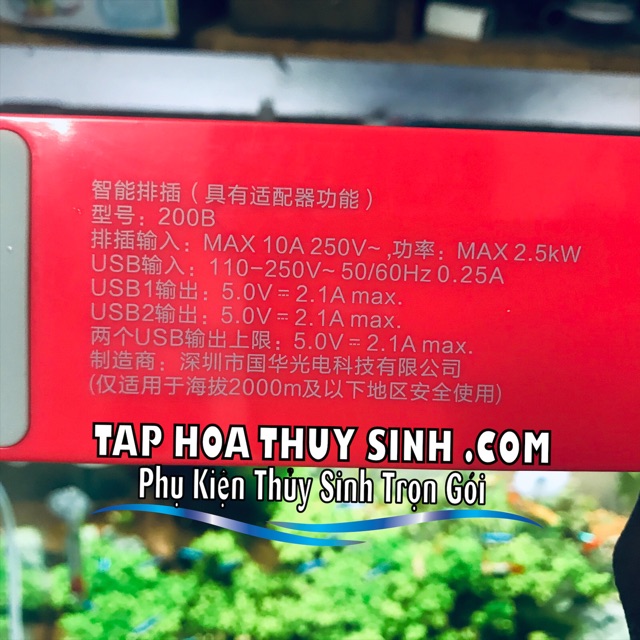 智能排插（具有适配器功能）
型号：200B
排插输入：MAX 10A 250V~ ,功率：MAX 2.5kW
USB输入：110-250V~ 50/60Hz 0.25A
USB1输出：5.0V⎓2.1A max.
USB2输出：5.0V⎓2.1A max.
两个USB输出上限：5.0V⎓2.1A max.
制造商：深圳市国华光电科技有限公司
(仅适用于海拔2000m及以下地区安全使用)
TAP HOA THUY SINH .COM
Phụ Kiện Thủy Sinh Trọn Gói